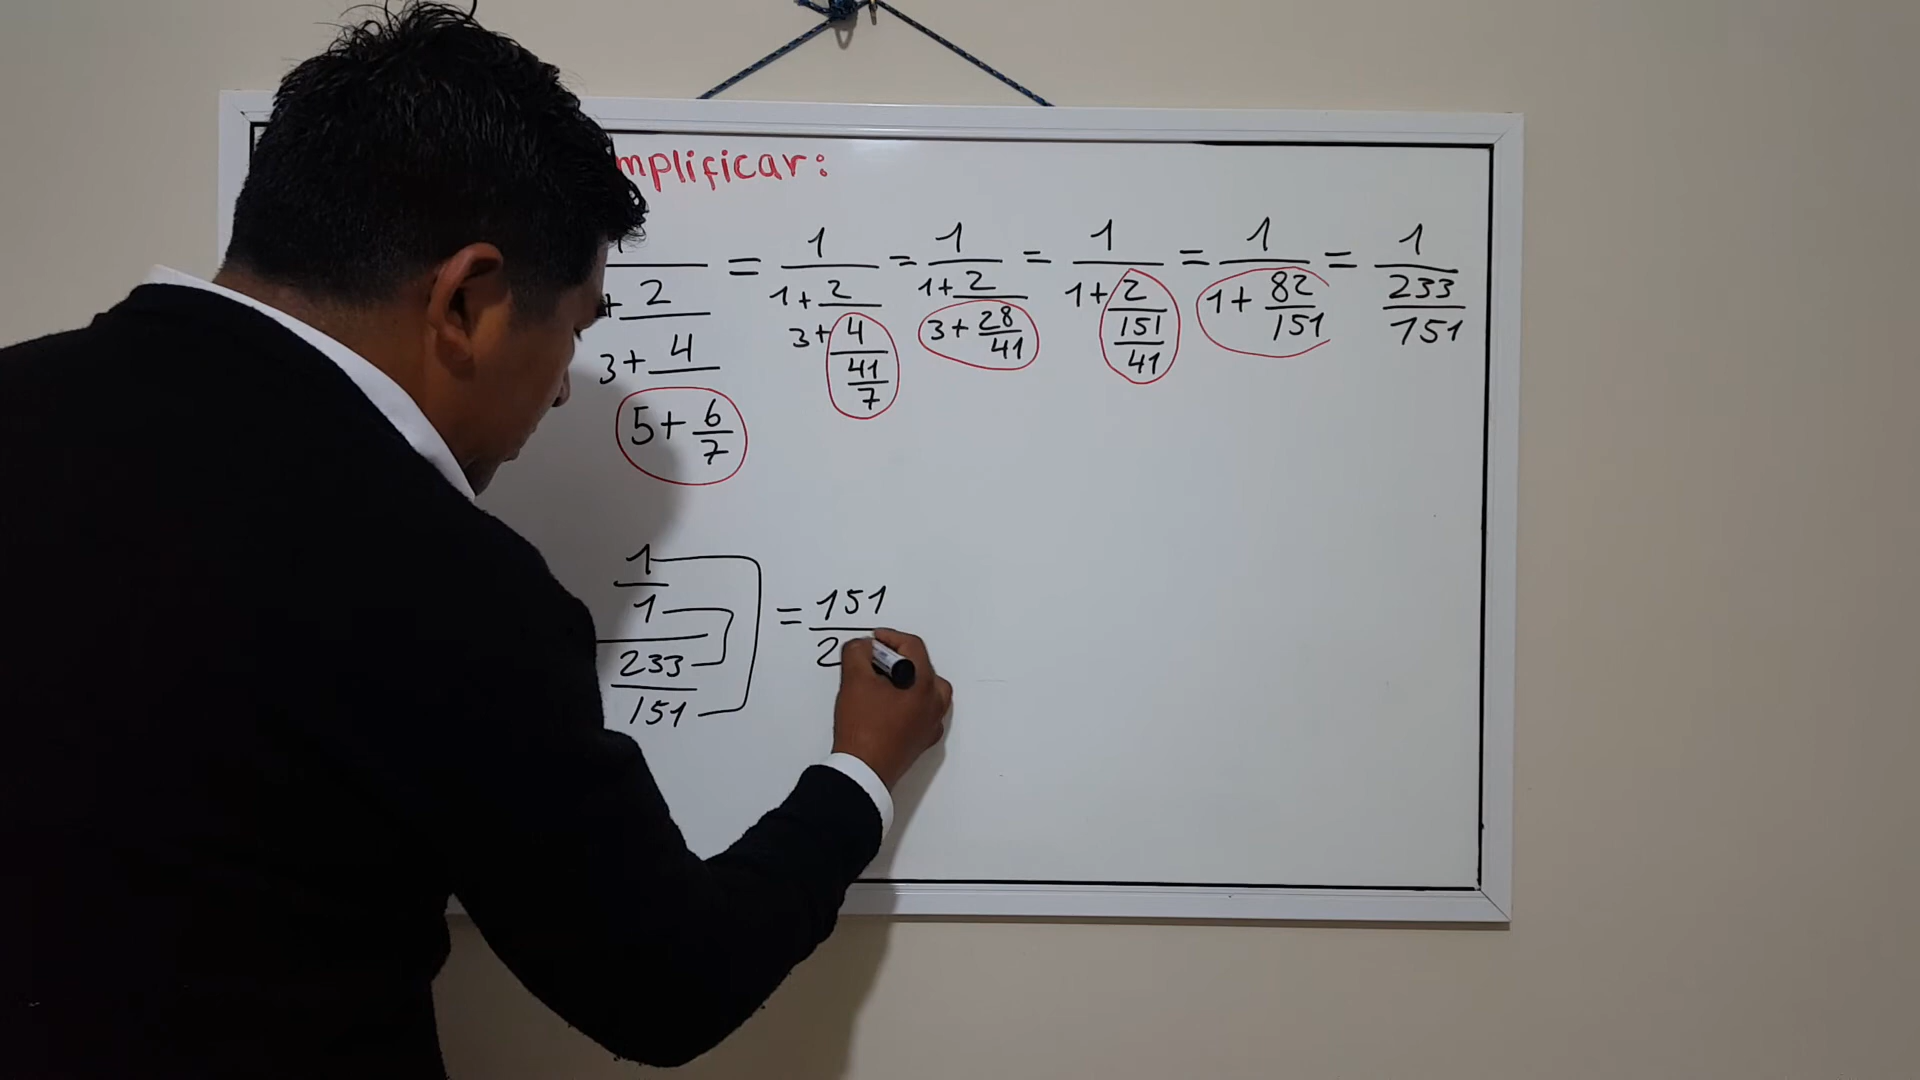 mplificar:
1 = 1 = 1 = 1 = 1 = 1
+ 2 1 + 2 1 + 2 1 + 2 1 + 82/151 233/151
3 + 4 3 + 4 3 + 28/41 151/41
5 + 6/7 41/7
1/1 = 151
233/151 2